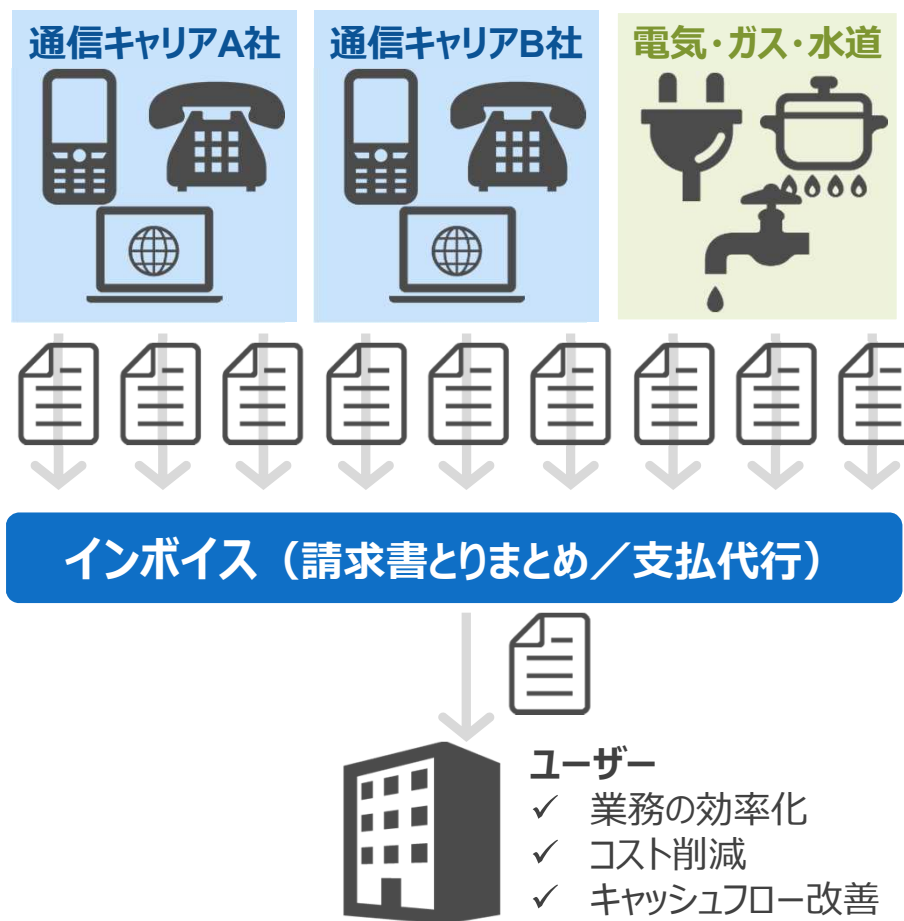 通信キャリアA社
通信キャリアB社
電気・ガス・水道
インボイス（請求書とりまとめ／支払代行）
ユーザー
✓ 業務の効率化
✓ コスト削減
✓ キャッシュフロー改善